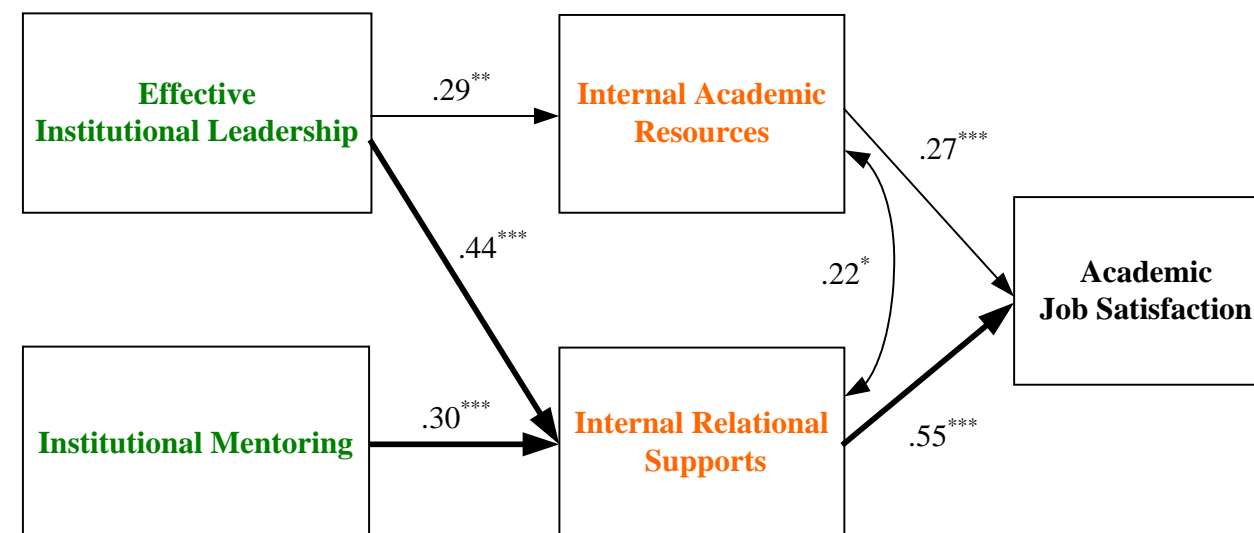 Effective
Institutional Leadership
.29**
Internal Academic
Resources
.27***
.44***
.22*
Academic
Job Satisfaction
Institutional Mentoring
.30***
Internal Relational
Supports
.55***